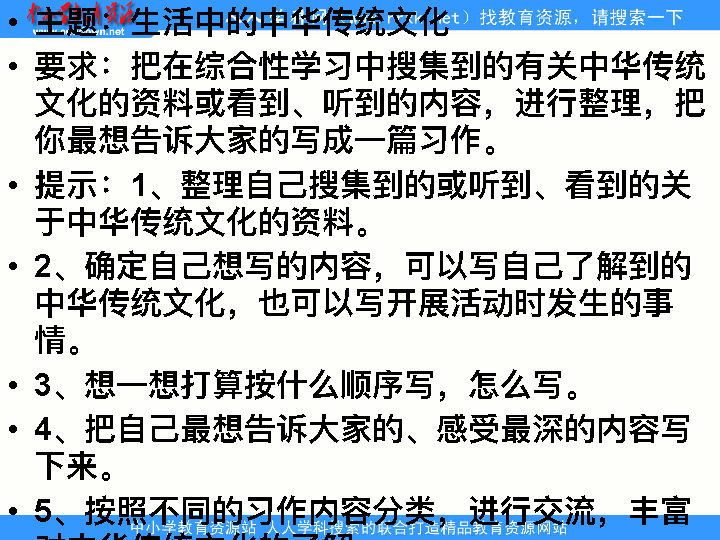 • 主题：生活中的中华传统文化
• 要求：把在综合性学习中搜集到的有关中华传统
文化的资料或看到、听到的内容，进行整理，把
你最想告诉大家的写成一篇习作。
• 提示：1、整理自己搜集到的或听到、看到的关
于中华传统文化的资料。
• 2、确定自己想写的内容，可以写自己了解到的
中华传统文化，也可以写开展活动时发生的事
情。
• 3、想一想打算按什么顺序写，怎么写。
• 4、把自己最想告诉大家的、感受最深的内容写
下来。
• 5、按照不同的习作内容分类，进行交流，丰富
找教育资源，请搜索一下
中小学教育资源站 人人学科搜索的联合打造精品教育资源网站